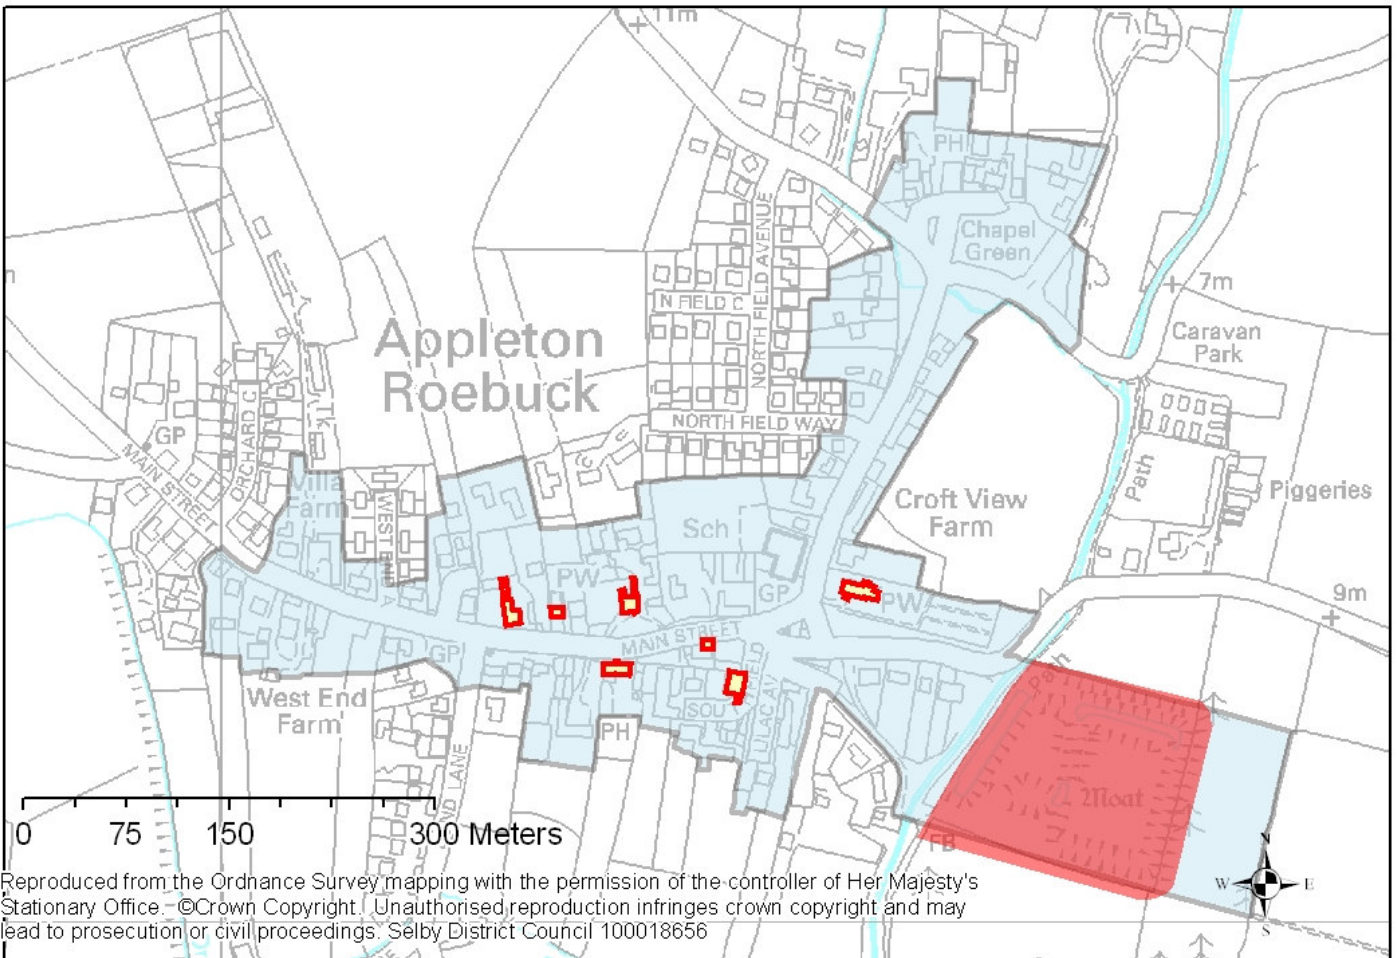 11m
PH
Chapel
Green
7m
NORTH FIELD AVENUE
N FIELD C
Caravan
Park
Appleton
Roebuck
NORTH FIELD WAY
ORCHARD C
Tk
GP
MAIN STREET
Villa
Farm
WEST
Path
Piggeries
Croft View
Farm
Sch
PW
GP
PW
9m
MAIN STREET
GP
Path
West End
Farm
PH
SOU
LANE
Moat
FB
0 75 150 300 Meters
N
W E
S
Reproduced from the Ordnance Survey mapping with the permission of the controller of Her Majesty's
Stationary Office. ©Crown Copyright. Unauthorised reproduction infringes crown copyright and may
lead to prosecution or civil proceedings. Selby District Council 100018656